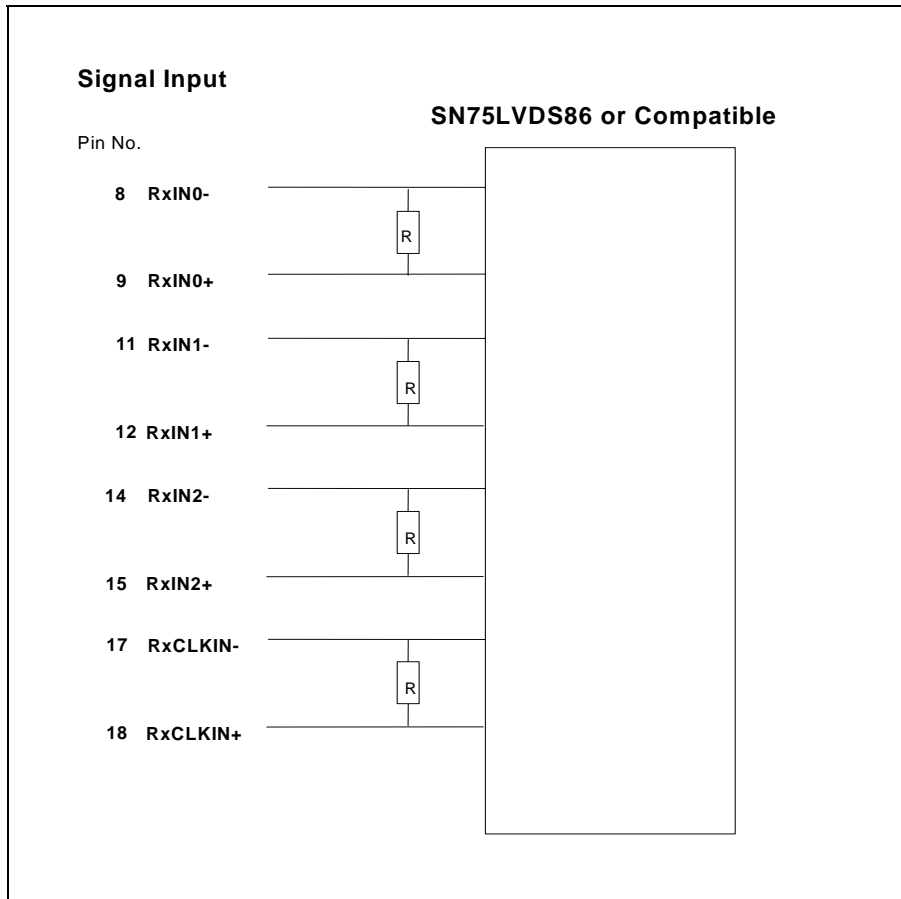 Signal Input
SN75LVDS86 or Compatible
Pin No.
8 RxIN0-
R
9 RxIN0+
11 RxIN1-
R
12 RxIN1+
14 RxIN2-
R
15 RxIN2+
17 RxCLKIN-
R
18 RxCLKIN+